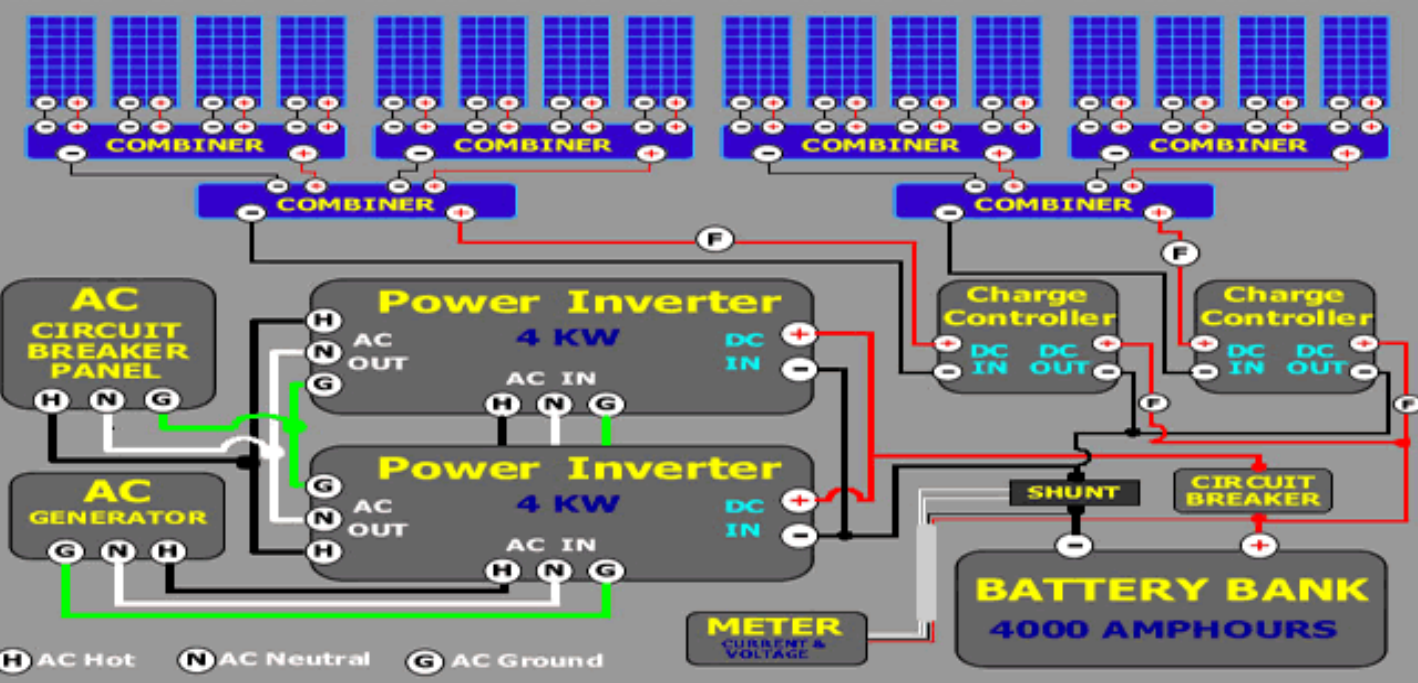 COMBINER
COMBINER
COMBINER
COMBINER
COMBINER
COMBINER
F
F
AC
CIRCUIT
BREAKER
PANEL
H N G
Power Inverter
4 KW
H
N
G
AC
OUT
DC
IN
+
-
AC IN
H N G
Charge
Controller
DC
IN
DC
OUT
Charge
Controller
DC
IN
DC
OUT
F
F
AC
GENERATOR
G N H
Power Inverter
4 KW
G
N
H
AC
OUT
DC
IN
+
-
AC IN
H N G
SHUNT
CIRCUIT
BREAKER
- +
BATTERY BANK
4000 AMPHOURS
METER
CURRENT &
VOLTAGE
H AC Hot N AC Neutral G AC Ground